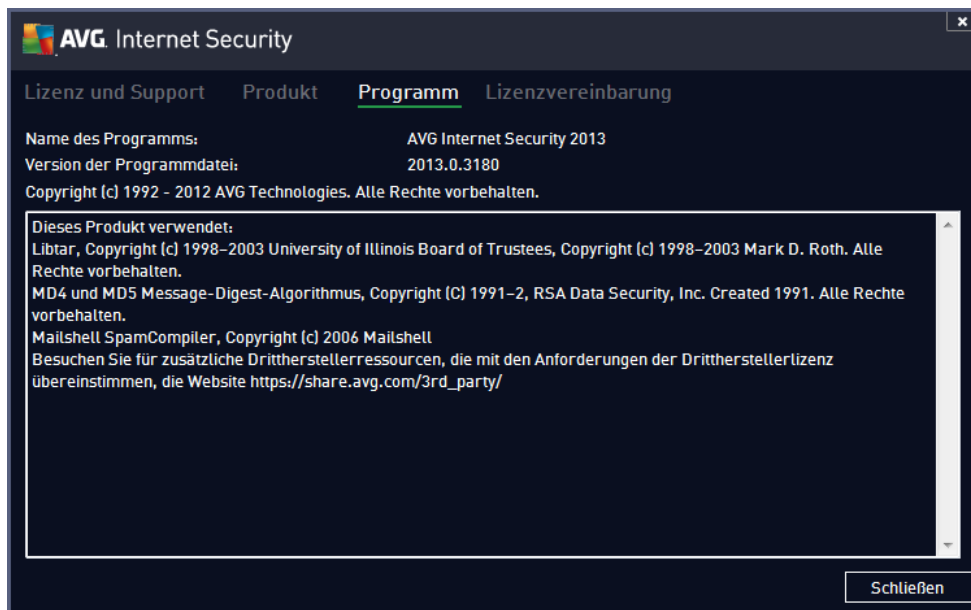 AVG. Internet Security
Lizenz und Support Produkt Programm Lizenzvereinbarung
Name des Programms: AVG Internet Security 2013
Version der Programmdatei: 2013.0.3180
Copyright (c) 1992 - 2012 AVG Technologies. Alle Rechte vorbehalten.
Dieses Produkt verwendet:
Libtar, Copyright (c) 1998–2003 University of Illinois Board of Trustees, Copyright (c) 1998–2003 Mark D. Roth. Alle
Rechte vorbehalten.
MD4 und MD5 Message-Digest-Algorithmus, Copyright (C) 1991–2, RSA Data Security, Inc. Created 1991. Alle Rechte
vorbehalten.
Mailshell SpamCompiler, Copyright (c) 2006 Mailshell
Besuchen Sie für zusätzliche Drittherstellerressourcen, die mit den Anforderungen der Drittherstellerlizenz
übereinstimmen, die Website https://share.avg.com/3rd_party/
Schließen